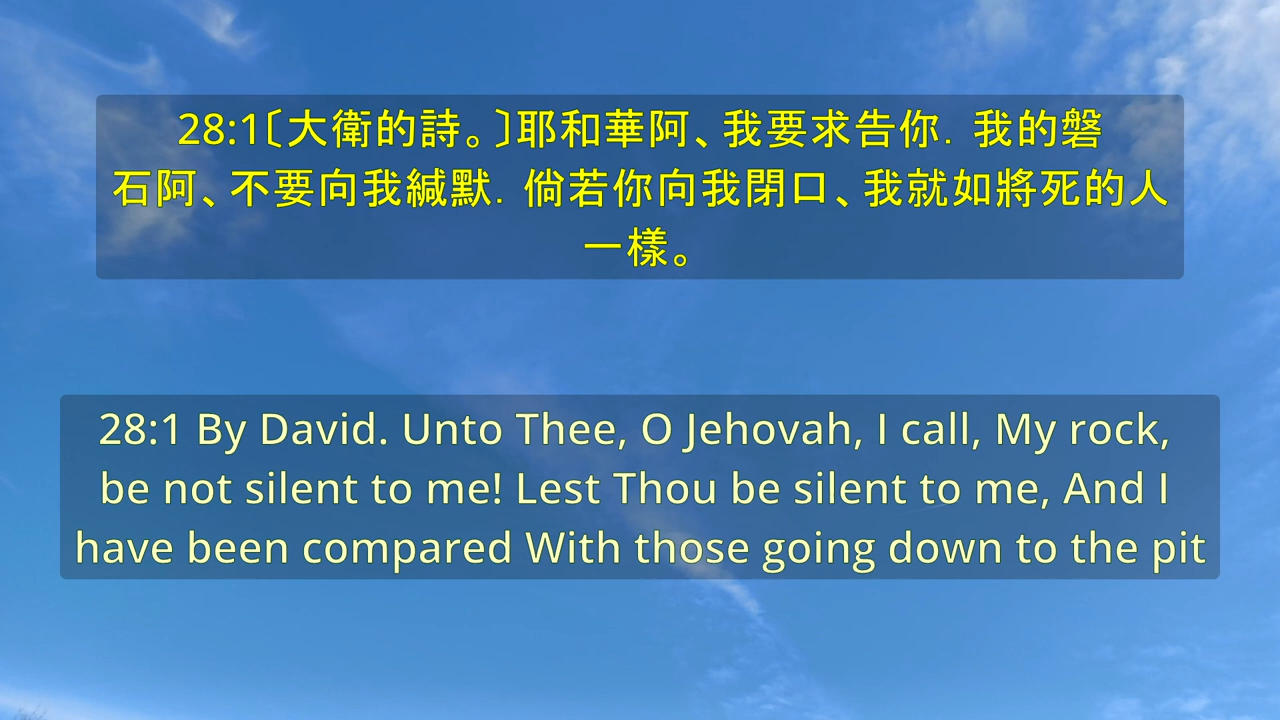 28:1〔大衛的詩。〕耶和華阿、我要求告你．我的磐
石阿、不要向我緘默．倘若你向我閉口、我就如將死的人
一樣。
28:1 By David. Unto Thee, O Jehovah, I call, My rock,
be not silent to me! Lest Thou be silent to me, And I
have been compared With those going down to the pit